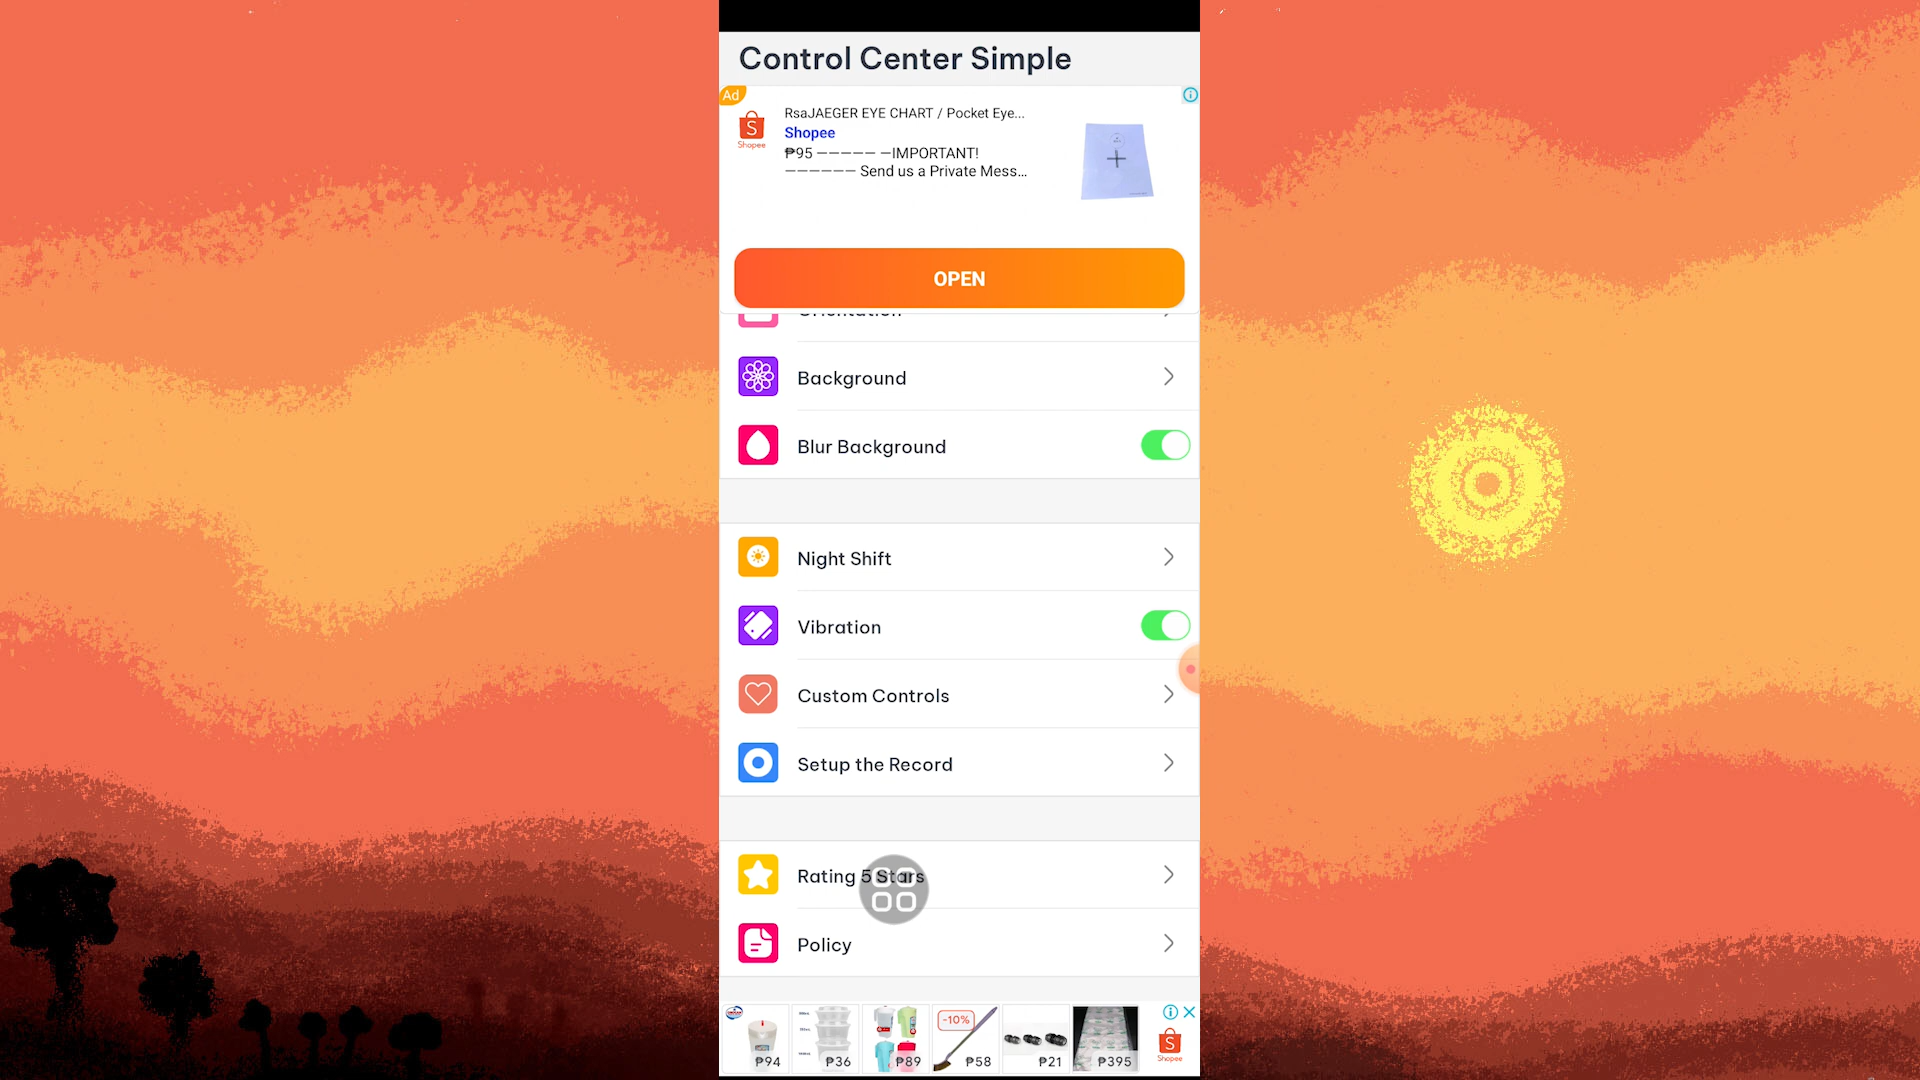 Control Center Simple
Ad
RsaJAEGER EYE CHART / Pocket Eye...
Shopee
Shopee
₱95 ————— —IMPORTANT!
—————— Send us a Private Mess...
OPEN
Orientation
Background
Blur Background
Night Shift
Vibration
Custom Controls
Setup the Record
Rating 5 Stars
Policy
-10%
₱94
₱36
₱89
₱58
₱21
₱395
Shopee